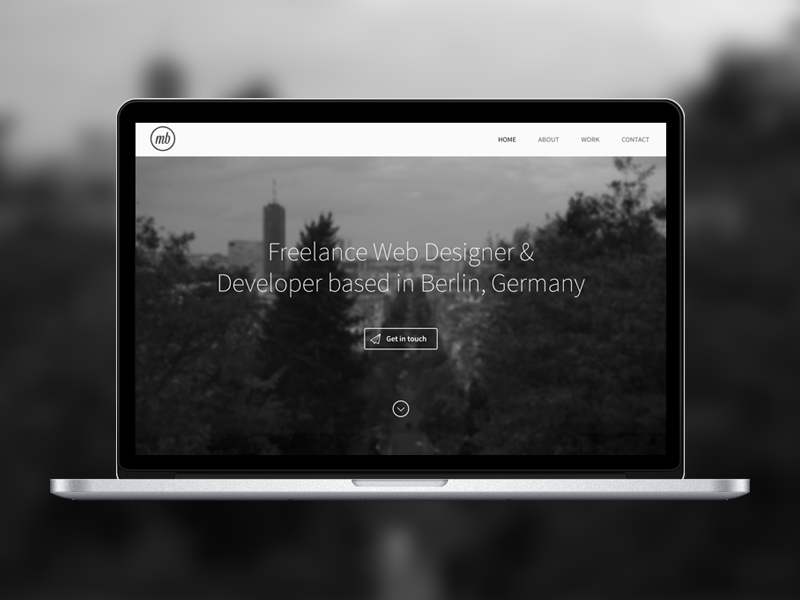 mb
HOME ABOUT WORK CONTACT
Freelance Web Designer &
Developer based in Berlin, Germany
Get in touch